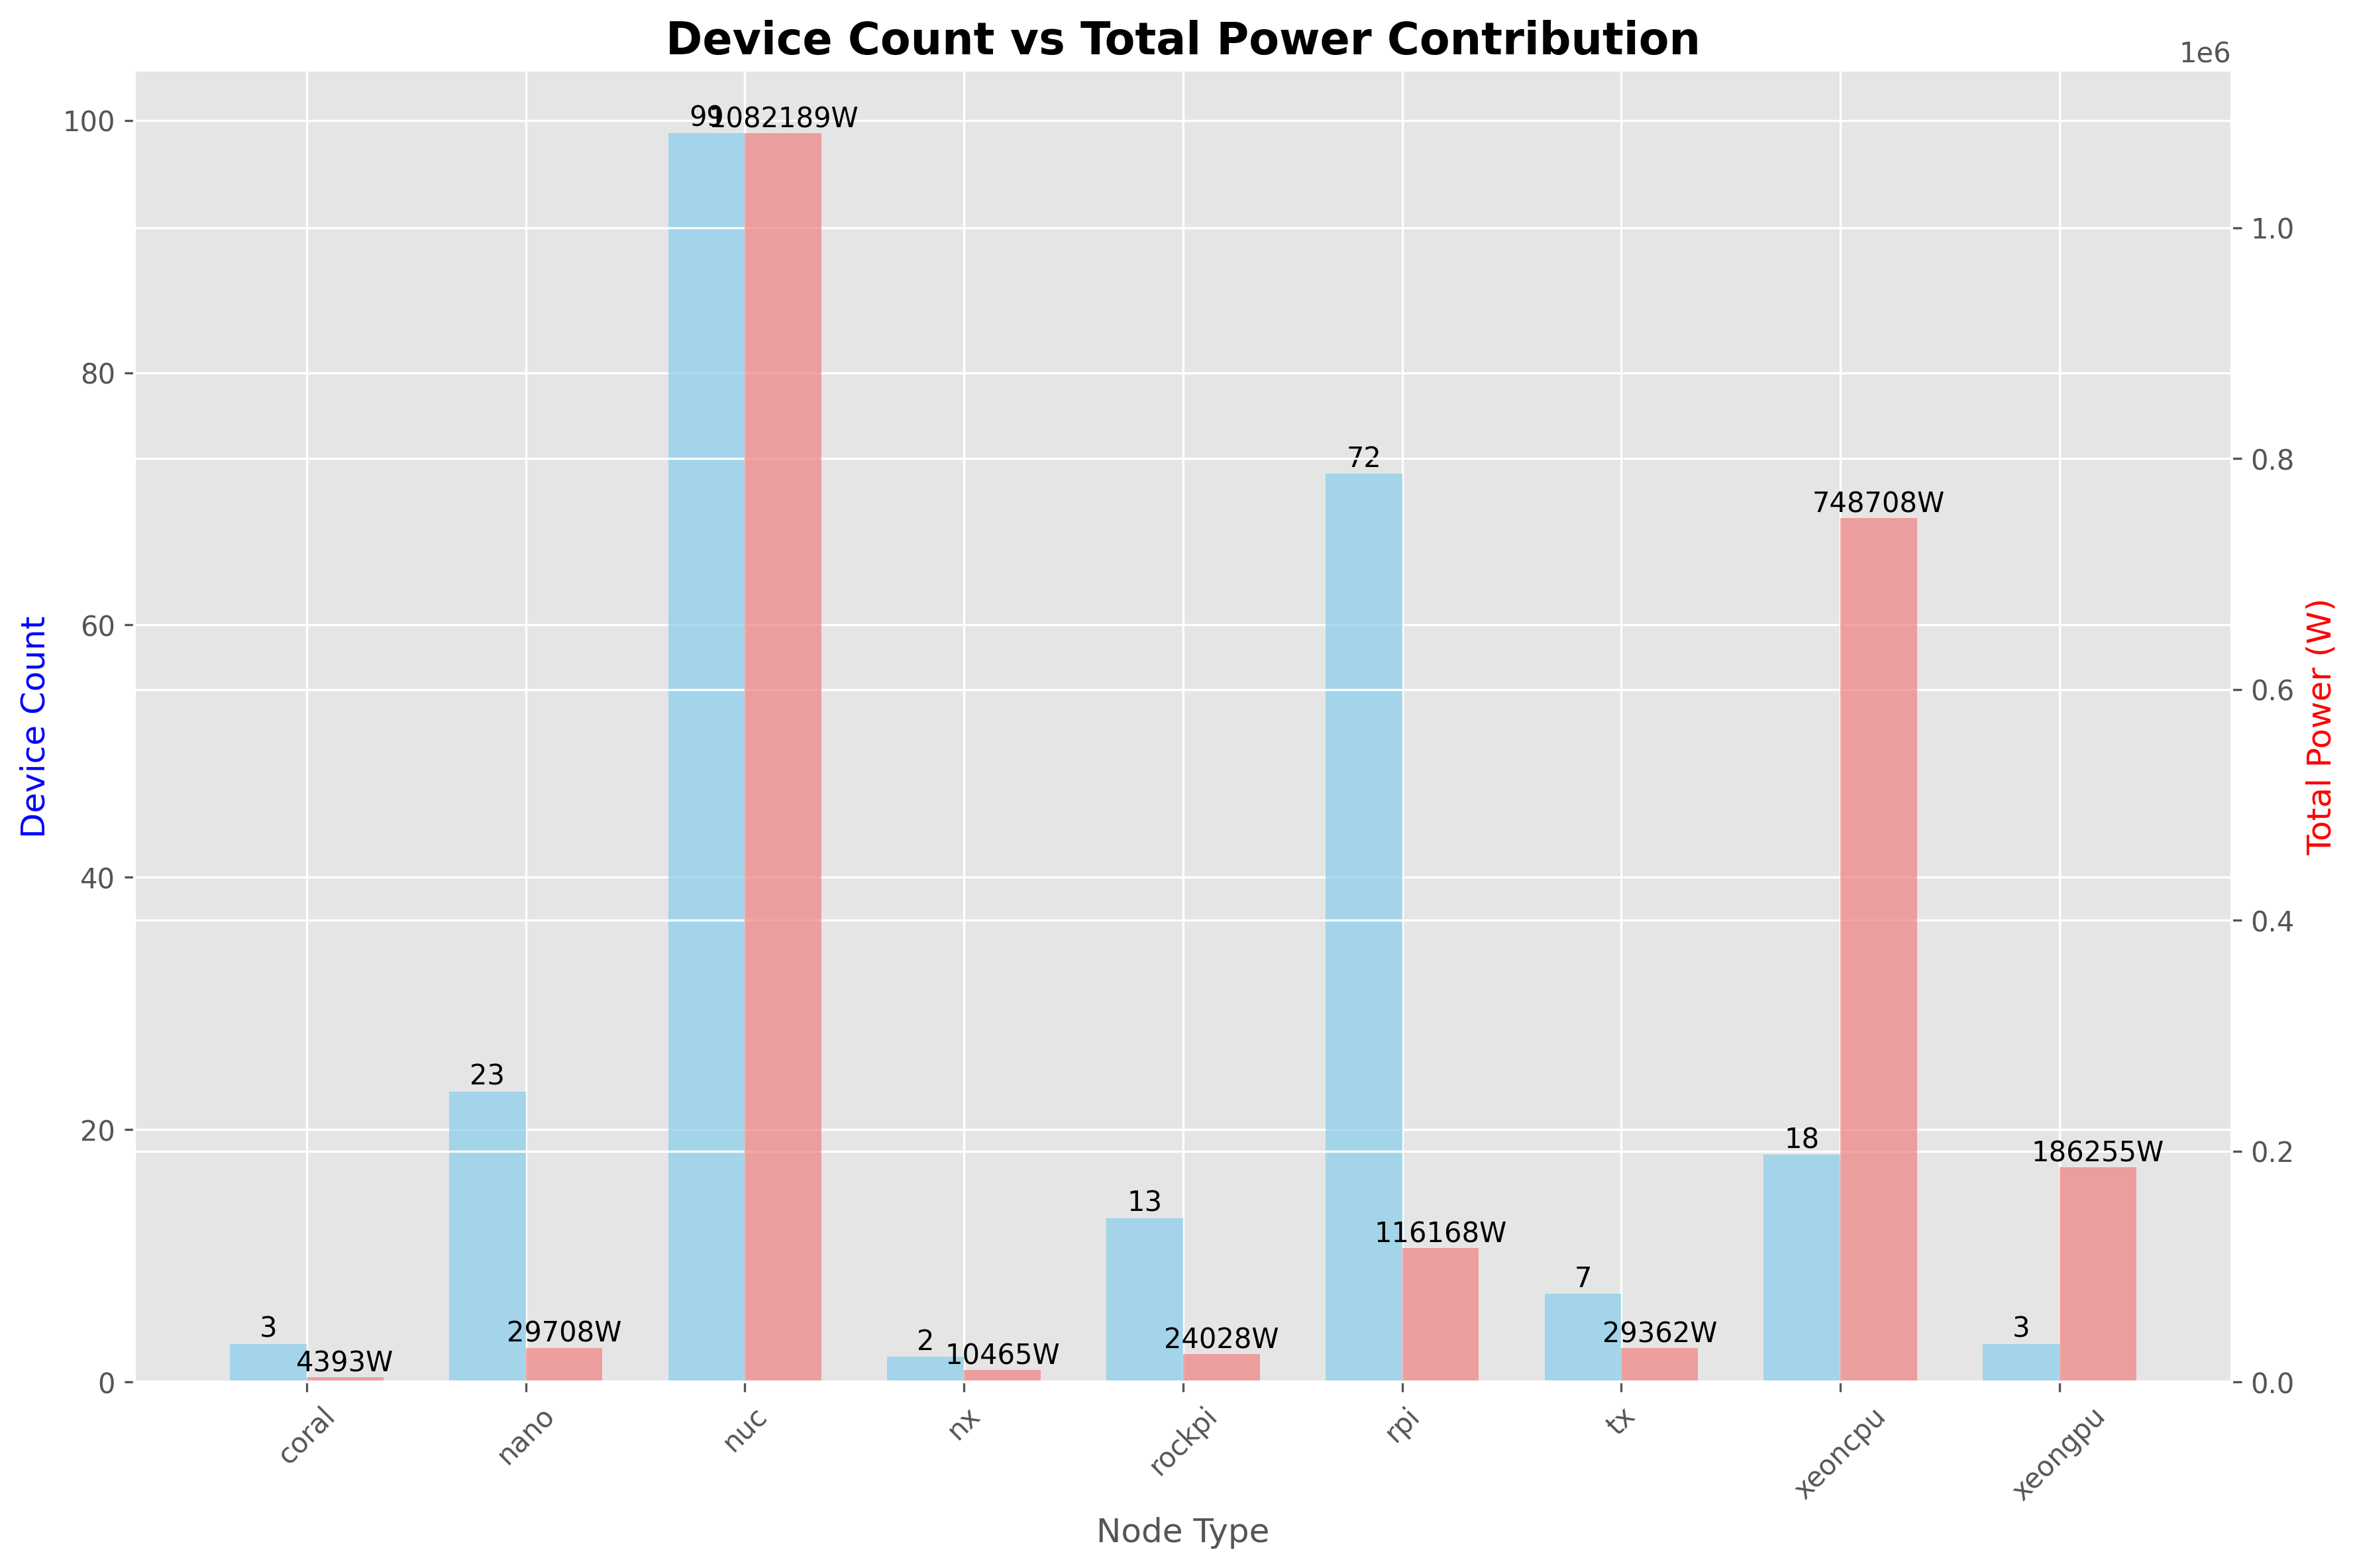 Device Count vs Total Power Contribution
1e6
100
80
60
40
20
0
Device Count
1.0
0.8
0.6
0.4
0.2
0.0
Total Power (W)
3
4393W
23
29708W
99
1082189W
2
10465W
13
24028W
72
116168W
7
29362W
18
748708W
3
186255W
coral
nano
nuc
nx
rockpi
rpi
tx
xeoncpu
xeongpu
Node Type